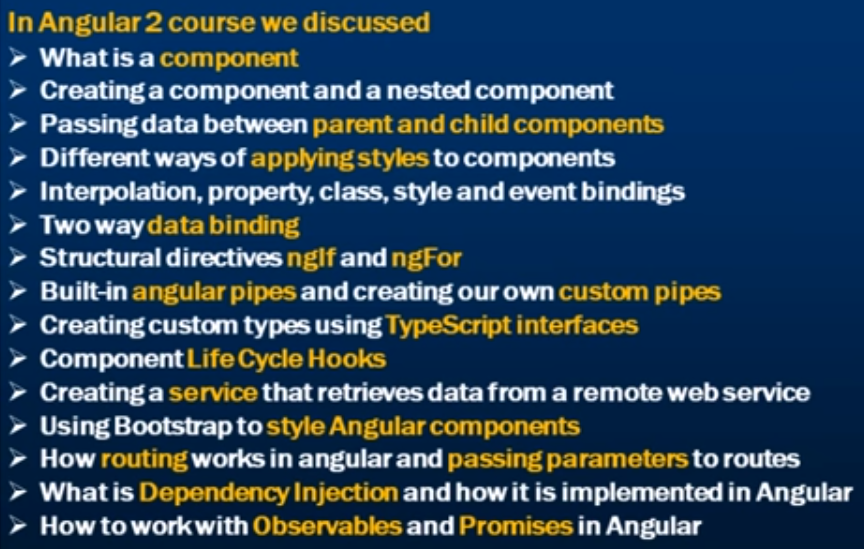 In Angular 2 course we discussed
What is a component
Creating a component and a nested component
Passing data between parent and child components
Different ways of applying styles to components
Interpolation, property, class, style and event bindings
Two way data binding
Structural directives ngIf and ngFor
Built-in angular pipes and creating our own custom pipes
Creating custom types using TypeScript interfaces
Component Life Cycle Hooks
Creating a service that retrieves data from a remote web service
Using Bootstrap to style Angular components
How routing works in angular and passing parameters to routes
What is Dependency Injection and how it is implemented in Angular
How to work with Observables and Promises in Angular